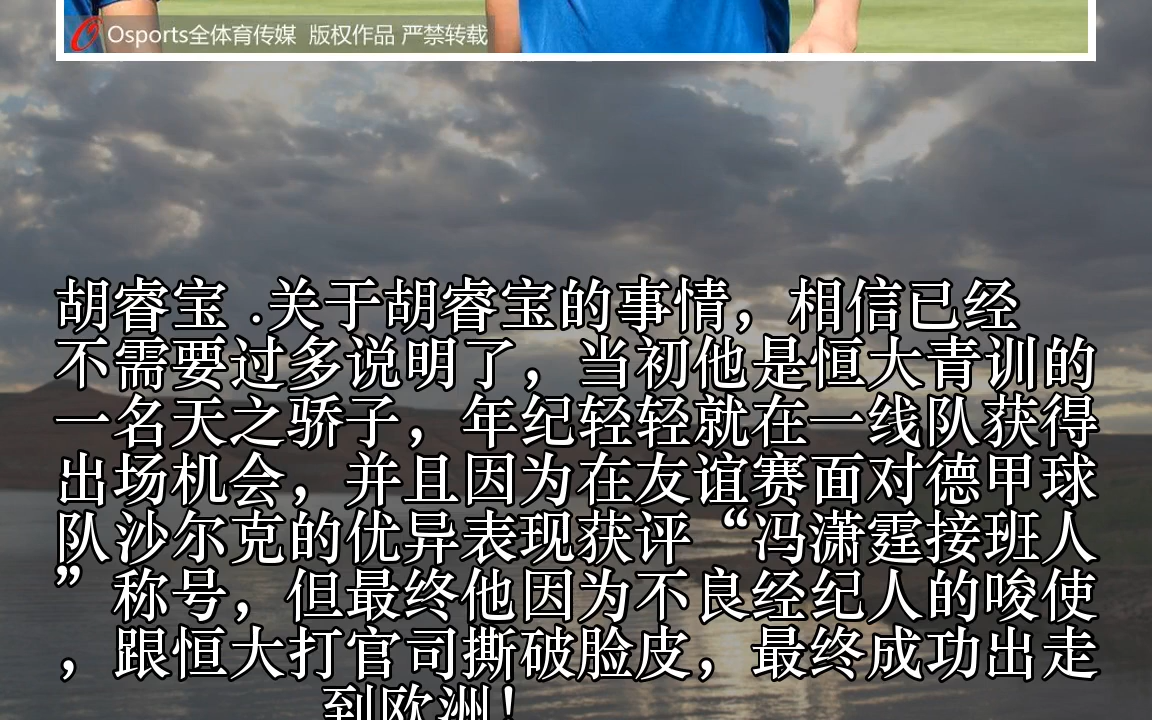 Osports全体育传媒 版权作品 严禁转载
胡睿宝 .关于胡睿宝的事情，相信已经
不需要过多说明了，当初他是恒大青训的
一名天之骄子，年纪轻轻就在一线队获得
出场机会，并且因为在友谊赛面对德甲球
队沙尔克的优异表现获评“冯潇霆接班人
”称号，但最终他因为不良经纪人的唆使
，跟恒大打官司撕破脸皮，最终成功出走
到欧洲！